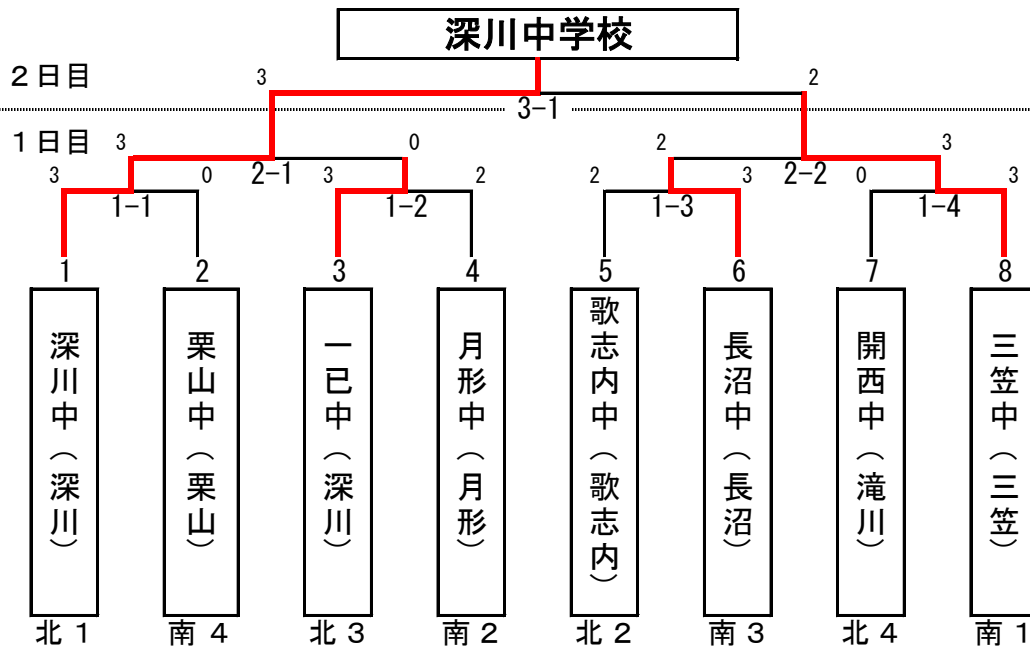 深川中学校
2日目
3
2
3-1
1日目
3
0
2
3
2-1
2-2
3
0
3
2
2
3
0
3
1-1
1-2
1-3
1-4
1
2
3
4
5
6
7
8
深川中（深川）
栗山中（栗山）
一已中（深川）
月形中（月形）
歌志内中（歌志内）
長沼中（長沼）
開西中（滝川）
三笠中（三笠）
北1
南4
北3
南2
北2
南3
北4
南1